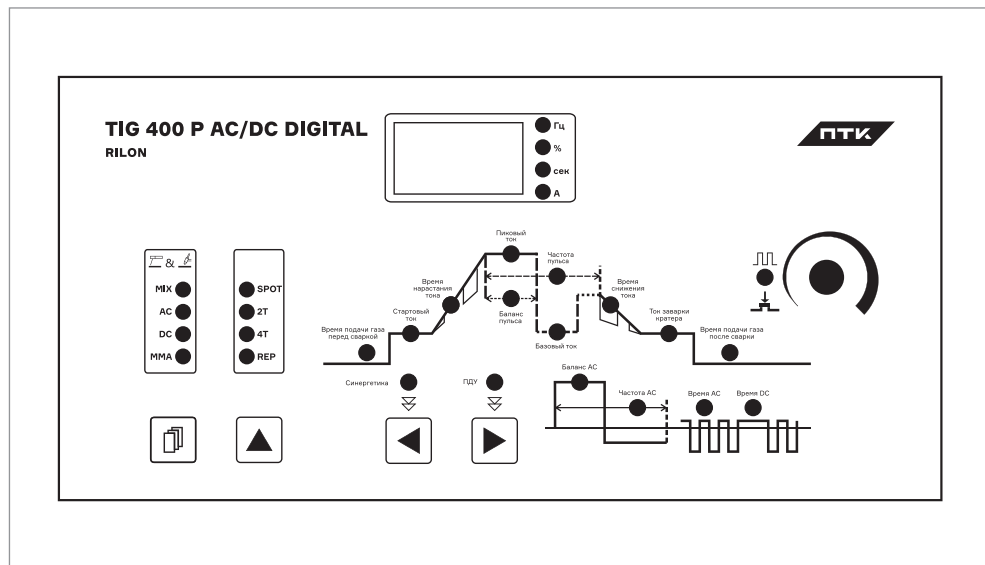 TIG 400 P AC/DC DIGITAL
RILON
Гц
%
сек
А
ПТК
&
MIX
AC
DC
MMA
SPOT
2T
4T
REP
Пиковый
ток
Частота
пульса
Время
нарастания
тока
Время
снижения
тока
Стартовый
ток
Баланс
пульса
Ток заварки
кратера
Время подачи газа
перед сваркой
Базовый ток
Время подачи газа
после сварки
Синергетика
ПДУ
Баланс АС
Частота АС
Время АС
Время DC